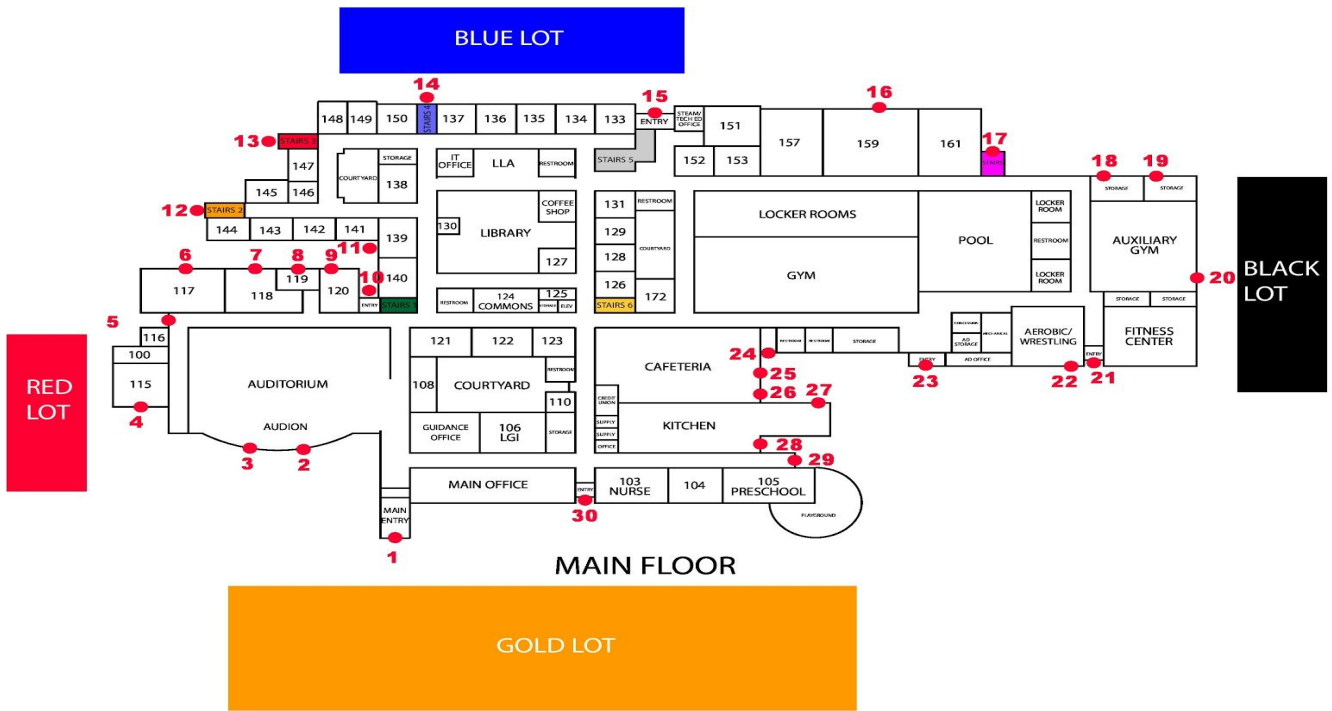 BLUE LOT
14
15
16
148
149
150
STAIRS 4
137
136
135
134
133
ENTRY
STEAM/
TECH ED
OFFICE
151
157
159
161
13
STAIRS 3
17
STAIRS
147
COURTYARD
STORAGE
138
IT
OFFICE
LLA
RESTROOM
STAIRS 5
152
153
18
19
STORAGE
STORAGE
145
146
12
STAIRS 2
144
143
142
141
139
130
LIBRARY
COFFEE
SHOP
127
131
RESTROOM
129
COURTYARD
128
126
172
STAIRS 6
LOCKER ROOMS
GYM
POOL
LOCKER
ROOM
RESTROOM
LOCKER
ROOM
AUXILIARY
GYM
20
BLACK
LOT
11
6
7
8
9
10
117
118
119
120
ENTRY
140
RESTROOM
124
COMMONS
125
STORAGE
ELEV
STORAGE
STORAGE
FITNESS
CENTER
5
116
100
115
4
RED
LOT
AUDITORIUM
AUDION
3
2
121
122
123
108
COURTYARD
RESTROOM
110
GUIDANCE
OFFICE
106
LGI
STORAGE
CAFETERIA
CREDIT
UNION
SUPPLY
SUPPLY
OFFICE
KITCHEN
24
25
26
27
28
29
RESTROOM
RESTROOM
STORAGE
ENTRY
23
AD
STORAGE
MECHANICAL
AD OFFICE
AEROBIC/
WRESTLING
22
ENTRY
21
MAIN OFFICE
ENTRY
30
103
NURSE
104
105
PRESCHOOL
PLAYGROUND
MAIN
ENTRY
1
MAIN FLOOR
GOLD LOT